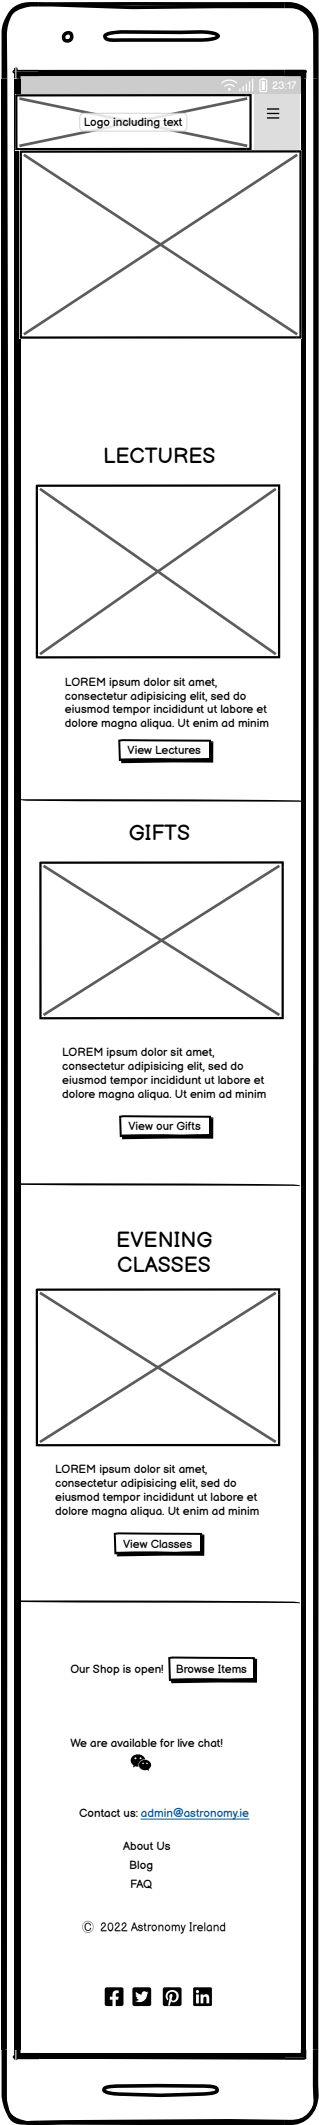 23:17
Logo including text
LECTURES
LOREM ipsum dolor sit amet,
consectetur adipisicing elit, sed do
eiusmod tempor incididunt ut labore et
dolore magna aliqua. Ut enim ad minim
View Lectures
GIFTS
LOREM ipsum dolor sit amet,
consectetur adipisicing elit, sed do
eiusmod tempor incididunt ut labore et
dolore magna aliqua. Ut enim ad minim
View our Gifts
EVENING
CLASSES
LOREM ipsum dolor sit amet,
consectetur adipisicing elit, sed do
eiusmod tempor incididunt ut labore et
dolore magna aliqua. Ut enim ad minim
View Classes
Our Shop is open! Browse Items
We are available for live chat!
Contact us: admin@astronomy.ie
About Us
Blog
FAQ
© 2022 Astronomy Ireland